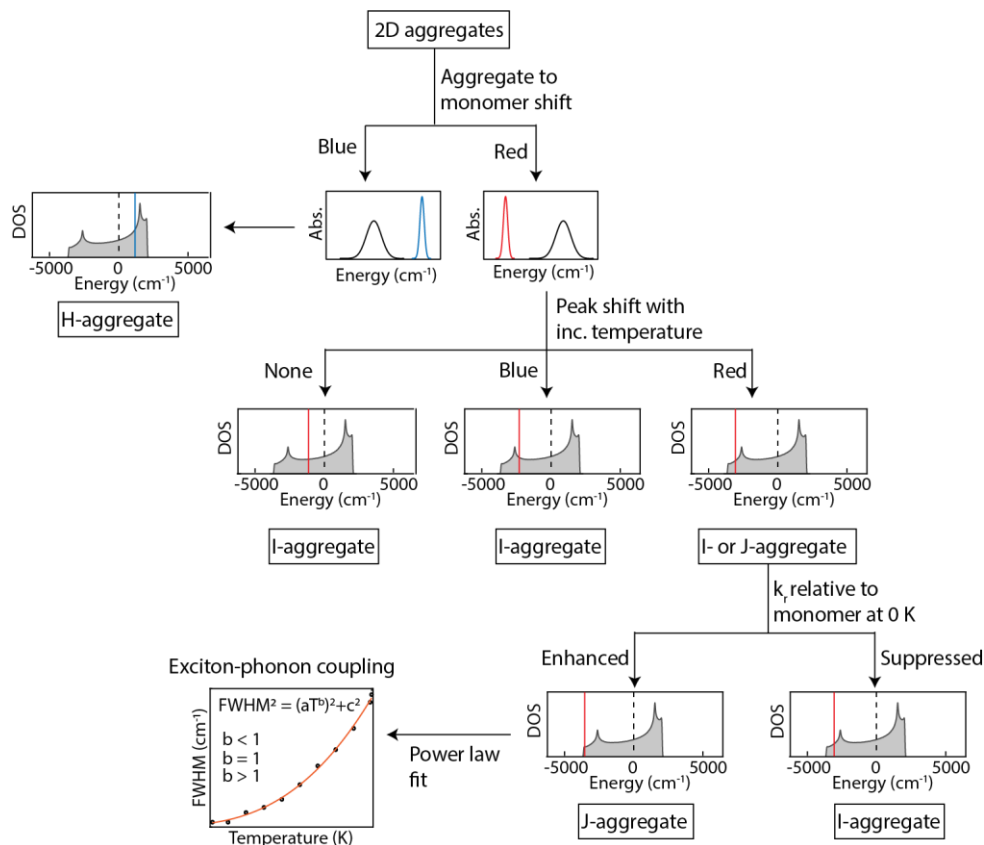 2D aggregates
Aggregate to
monomer shift
Blue
Red
DOS
-5000
0
5000
Energy (cm⁻¹)
H-aggregate
Abs.
Energy (cm⁻¹)
Abs.
Energy (cm⁻¹)
Peak shift with
inc. temperature
None
Blue
Red
DOS
-5000
0
5000
Energy (cm⁻¹)
I-aggregate
DOS
-5000
0
5000
Energy (cm⁻¹)
I-aggregate
DOS
-5000
0
5000
Energy (cm⁻¹)
I- or J-aggregate
kᵣ relative to
monomer at 0 K
Enhanced
Suppressed
Exciton-phonon coupling
FWHM² = (aTᵇ)²+c²
b < 1
b = 1
b > 1
FWHM (cm⁻¹)
Temperature (K)
Power law
fit
DOS
-5000
0
5000
Energy (cm⁻¹)
J-aggregate
DOS
-5000
0
5000
Energy (cm⁻¹)
I-aggregate